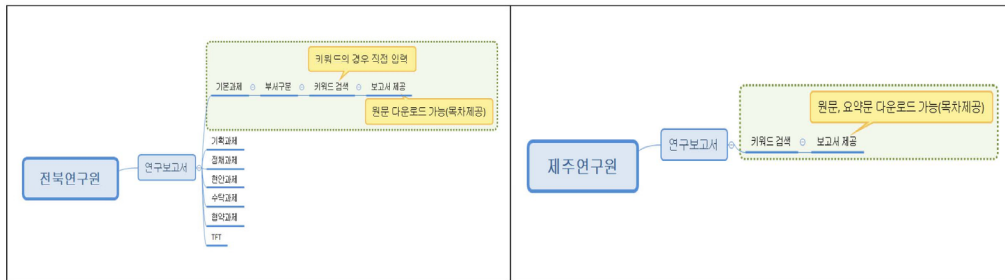 키워드의 경우 직접 입력
기본과제
부서구분
키워드 검색
보고서 제공
원문 다운로드 가능(목차제공)
기획과제
정책과제
현안과제
수탁과제
협약과제
TFT
연구보고서
전북연구원
원문, 요약문 다운로드 가능(목차제공)
키워드 검색
보고서 제공
연구보고서
제주연구원